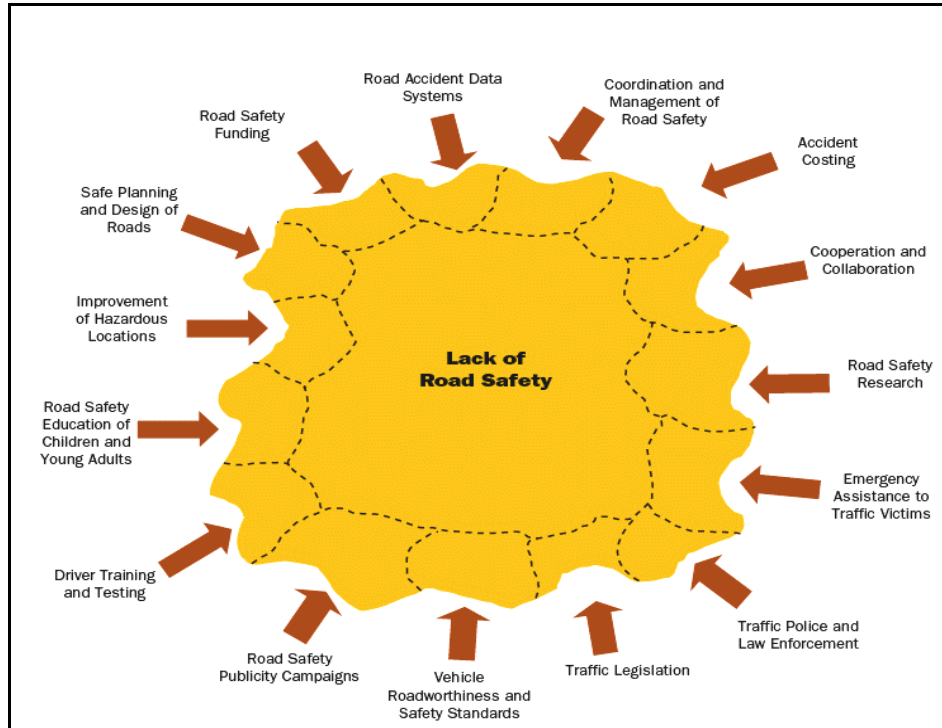 Road Accident Data
Systems
Coordination and
Management of
Road Safety
Road Safety
Funding
Accident
Costing
Safe Planning
and Design of
Roads
Cooperation and
Collaboration
Improvement
of Hazardous
Locations
Lack of
Road Safety
Road Safety
Research
Road Safety
Education of
Children and
Young Adults
Emergency
Assistance to
Traffic Victims
Driver Training
and Testing
Traffic Police and
Law Enforcement
Road Safety
Publicity Campaigns
Vehicle
Roadworthiness and
Safety Standards
Traffic Legislation